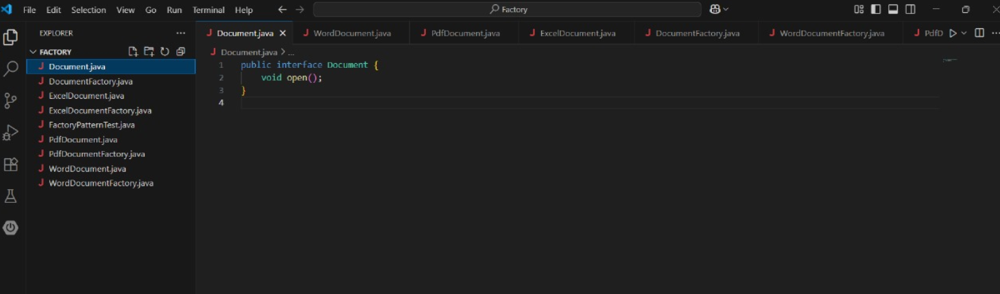 File Edit Selection View Go Run Terminal Help
Factory
EXPLORER
FACTORY
Document.java
DocumentFactory.java
ExcelDocument.java
ExcelDocumentFactory.java
FactoryPatternTest.java
PdfDocument.java
PdfDocumentFactory.java
WordDocument.java
WordDocumentFactory.java
Document.java WordDocument.java PdfDocument.java ExcelDocument.java DocumentFactory.java WordDocumentFactory.java PdfD
Document.java > ...
1 public interface Document {
2 void open();
3 }
4